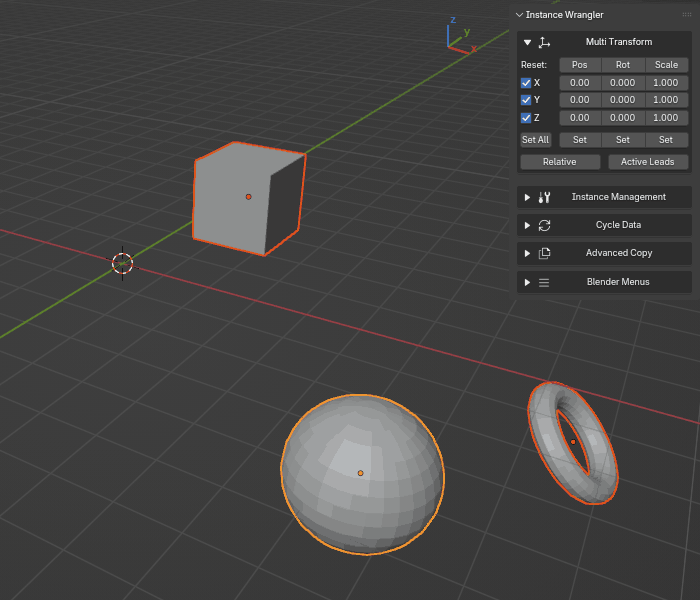 Instance Wrangler
Multi Transform
Reset: Pos Rot Scale
X 0.00 0.000 1.000
Y 0.00 0.000 1.000
Z 0.00 0.000 1.000
Set All Set Set Set
Relative Active Leads
Instance Management
Cycle Data
Advanced Copy
Blender Menus
z
y
x